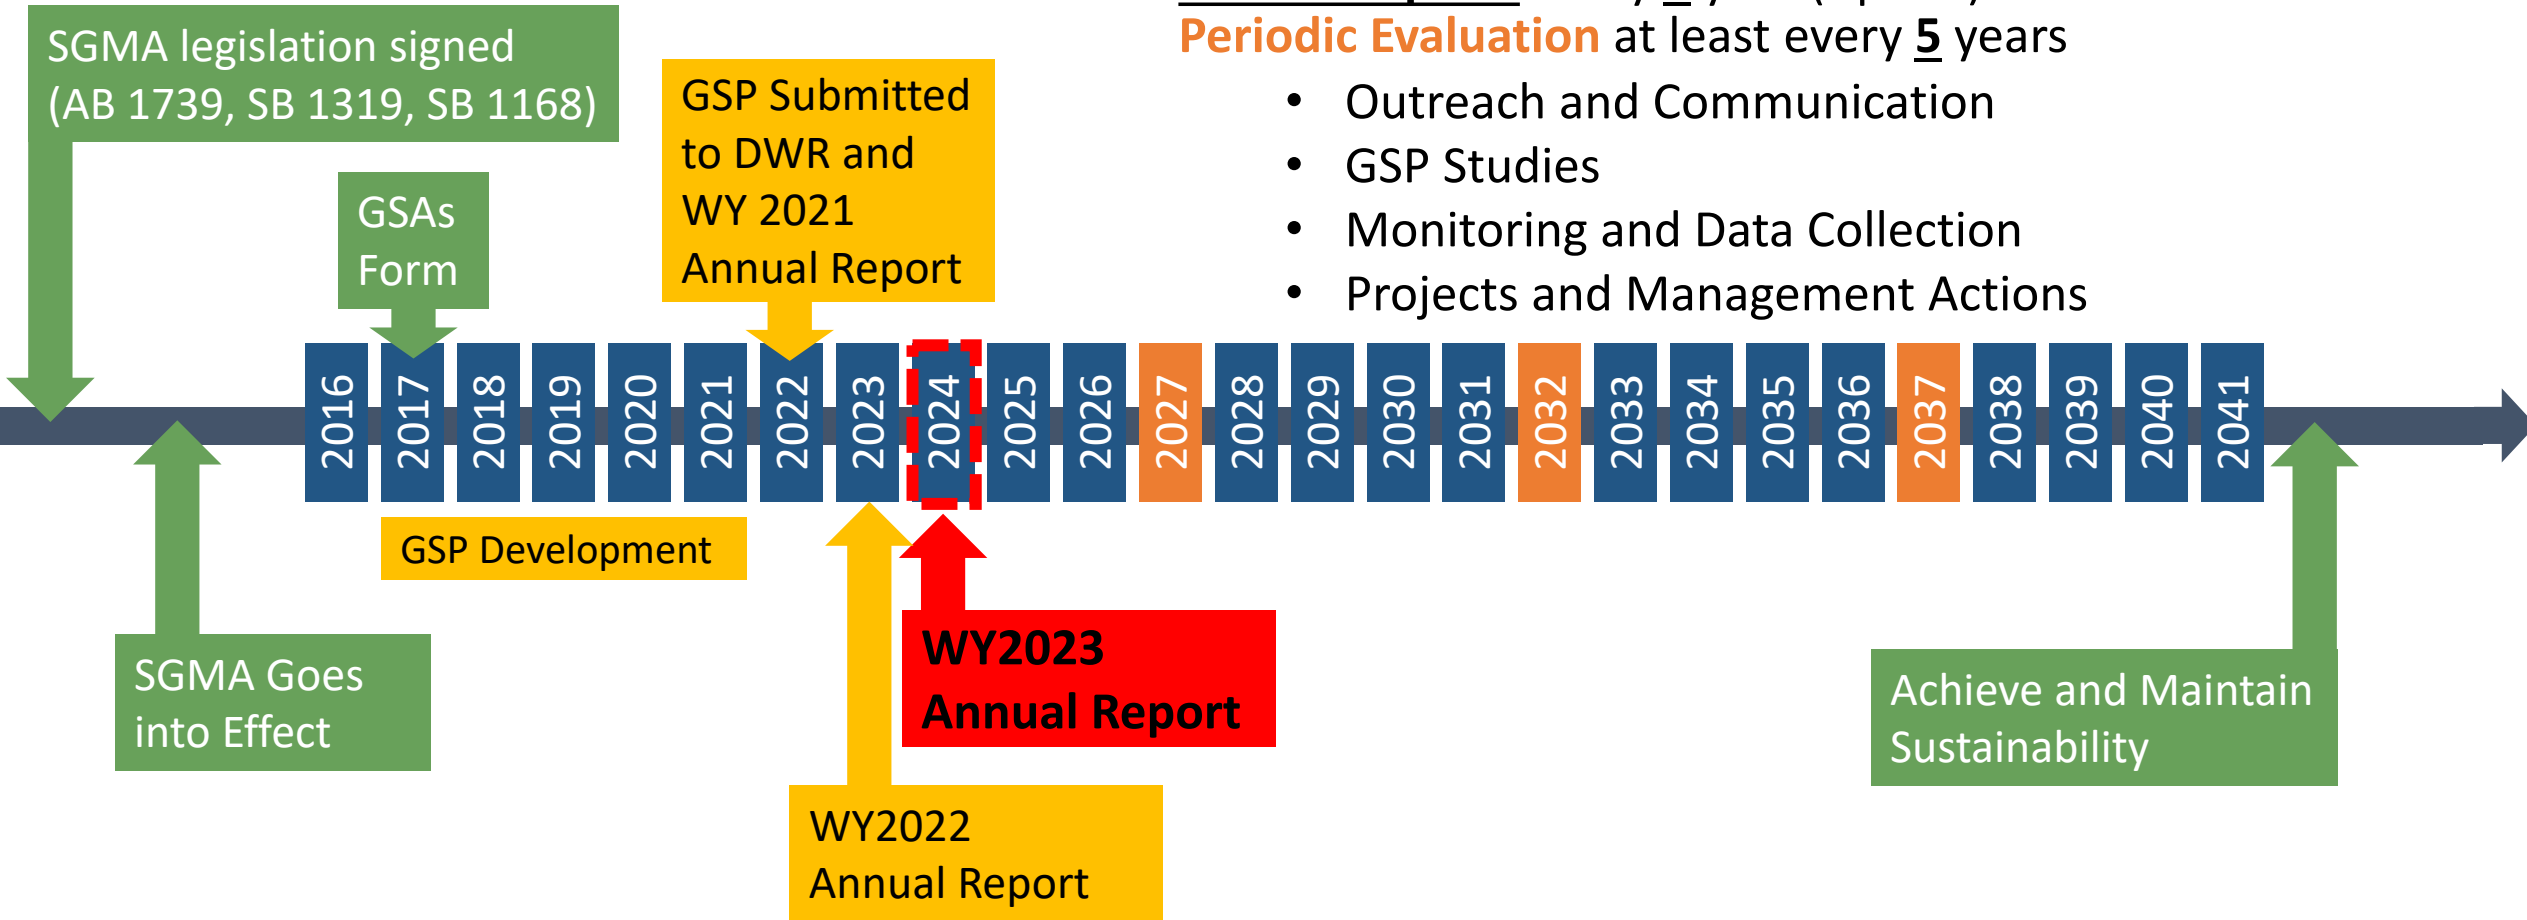 SGMA legislation signed
(AB 1739, SB 1319, SB 1168)
GSAs
Form
GSP Submitted
to DWR and
WY 2021
Annual Report
Periodic Evaluation at least every 5 years
• Outreach and Communication
• GSP Studies
• Monitoring and Data Collection
• Projects and Management Actions
2016
2017
2018
2019
2020
2021
2022
2023
2024
2025
2026
2027
2028
2029
2030
2031
2032
2033
2034
2035
2036
2037
2038
2039
2040
2041
GSP Development
SGMA Goes
into Effect
WY2023
Annual Report
WY2022
Annual Report
Achieve and Maintain
Sustainability